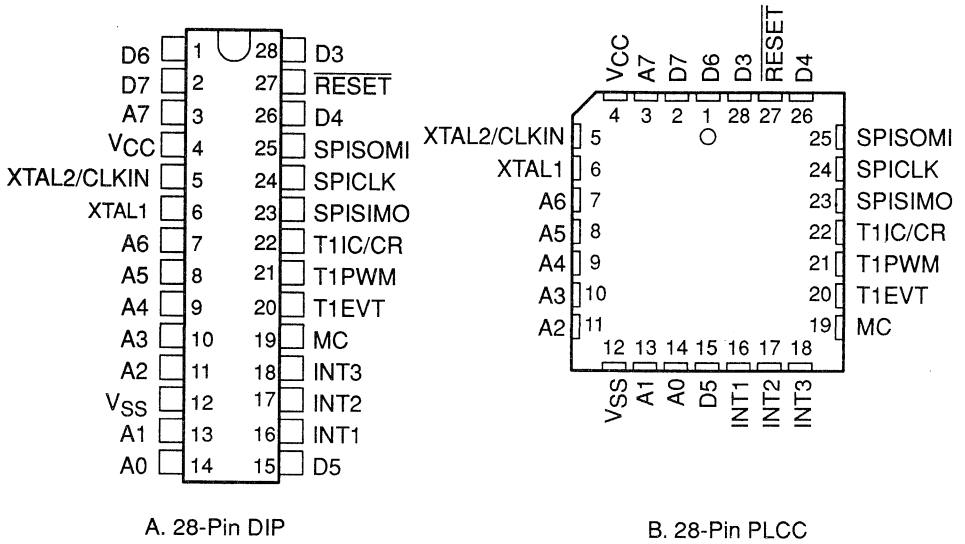 D6 1 28 D3
D7 2 27 RESET
A7 3 26 D4
VCC 4 25 SPISOMI
XTAL2/CLKIN 5 24 SPICLK
XTAL1 6 23 SPISIMO
A6 7 22 T1IC/CR
A5 8 21 T1PWM
A4 9 20 T1EVT
A3 10 19 MC
A2 11 18 INT3
VSS 12 17 INT2
A1 13 16 INT1
A0 14 15 D5
A. 28-Pin DIP
VCC A7 D7 D6 D3 RESET D4
4 3 2 1 28 27 26
XTAL2/CLKIN 5 25 SPISOMI
XTAL1 6 24 SPICLK
A6 7 23 SPISIMO
A5 8 22 T1IC/CR
A4 9 21 T1PWM
A3 10 20 T1EVT
A2 11 19 MC
12 13 14 15 16 17 18
VSS A1 A0 D5 INT1 INT2 INT3
B. 28-Pin PLCC